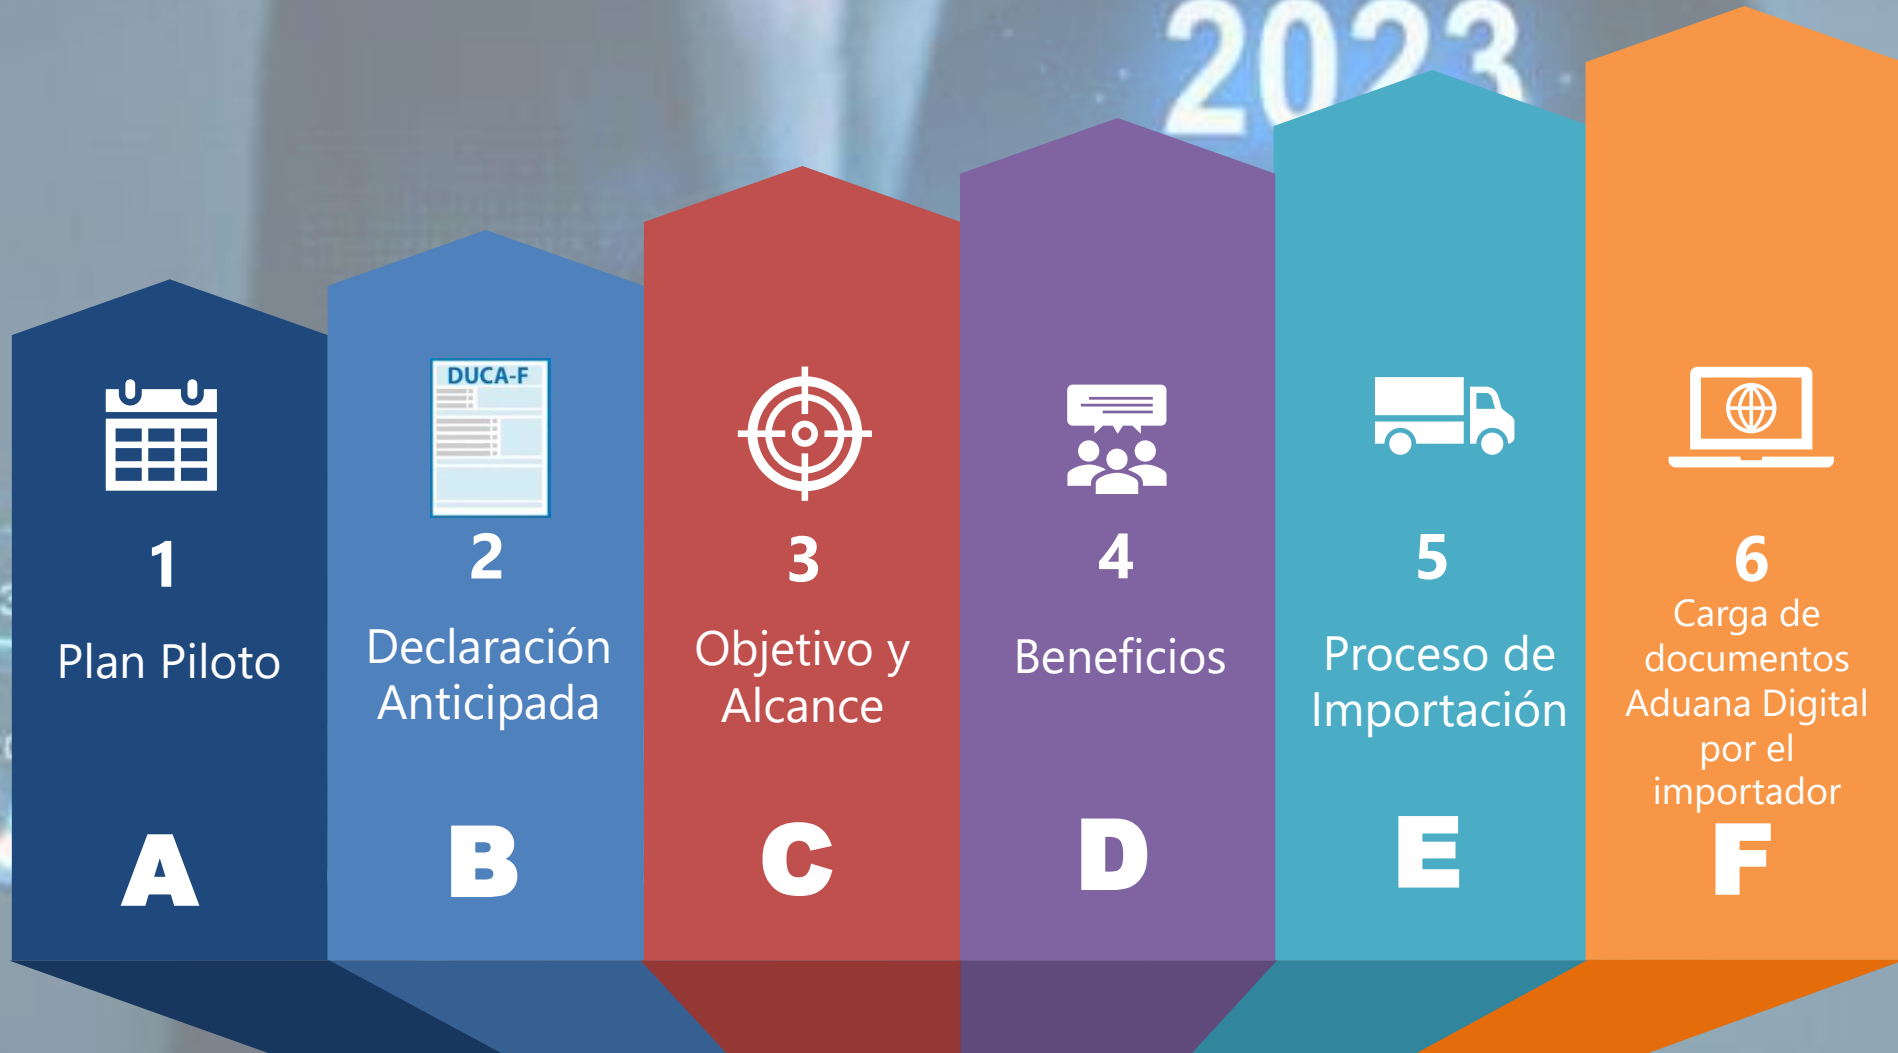 2023
1
Plan Piloto
A
DUCA-F
2
Declaración
Anticipada
B
3
Objetivo y
Alcance
C
4
Beneficios
D
5
Proceso de
Importación
E
6
Carga de
documentos
Aduana Digital
por el
importador
F